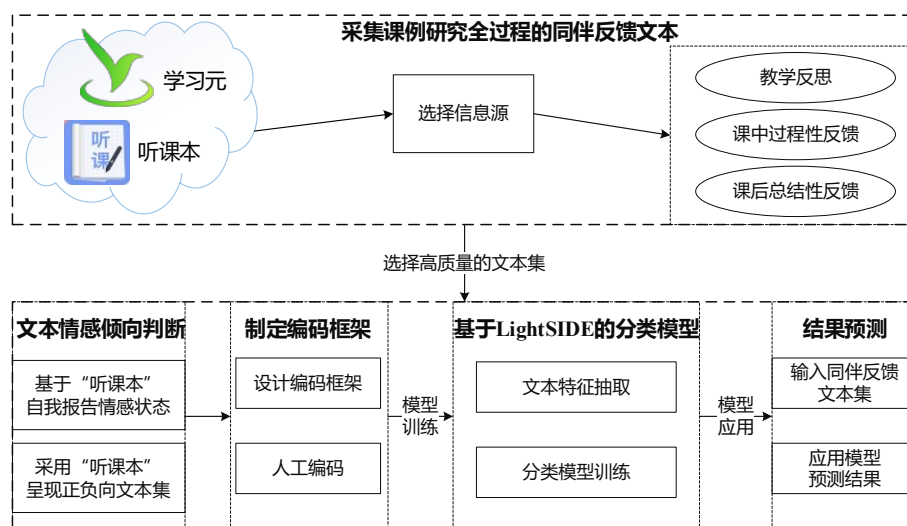 采集课例研究全过程的同伴反馈文本
学习元
听课
听课本
选择信息源
教学反思
课中过程性反馈
课后总结性反馈
选择高质量的文本集
文本情感倾向判断
基于“听课本”
自我报告情感状态
采用“听课本”
呈现正负向文本集
制定编码框架
设计编码框架
人工编码
模型
训练
基于LightSIDE的分类模型
文本特征抽取
分类模型训练
模型
应用
结果预测
输入同伴反馈
文本集
应用模型
预测结果